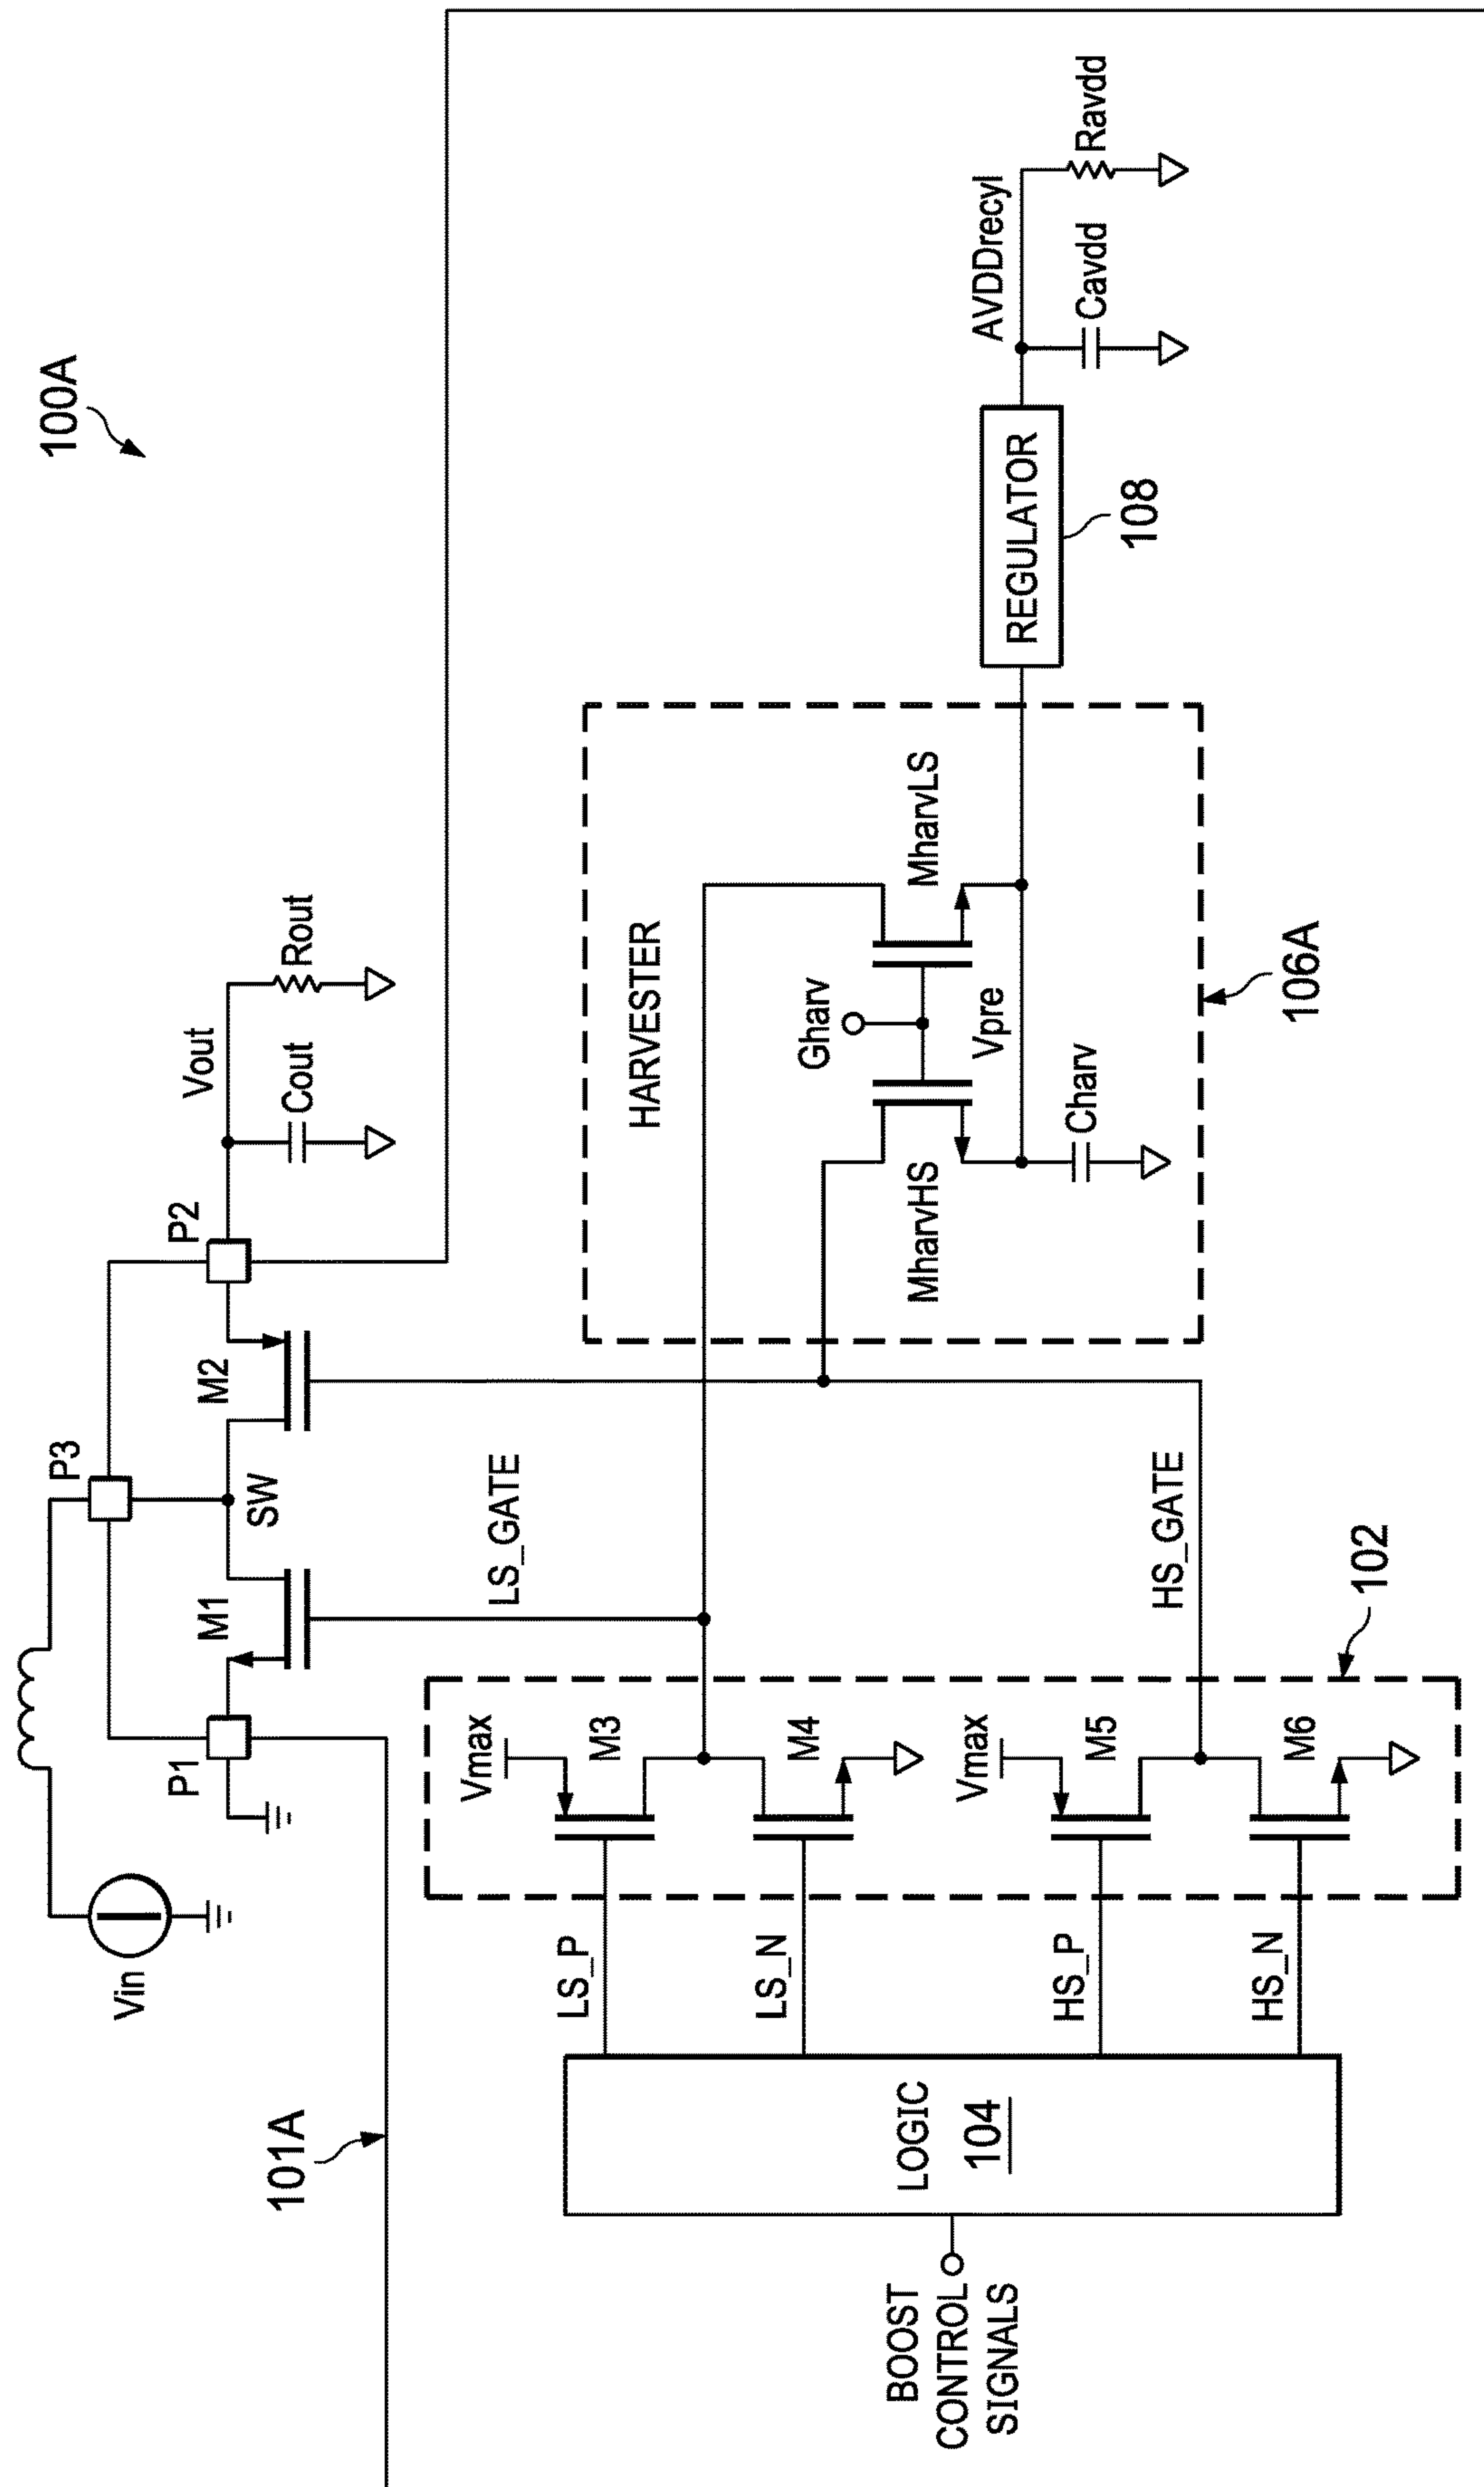 100A
Vin
P3
P1
M1
SW
M2
P2
Vout
Cout
Rout
101A
LS_GATE
HARVESTER
Vmax
M3
M4
Vmax
M5
M6
LS_P
LS_N
HS_P
HS_N
HS_GATE
102
LOGIC
104
BOOST
CONTROL
SIGNALS
Gharv
MharvHS
MharvLS
Vpre
Charv
106A
REGULATOR
108
AVDDrecyl
Cavdd
Ravdd